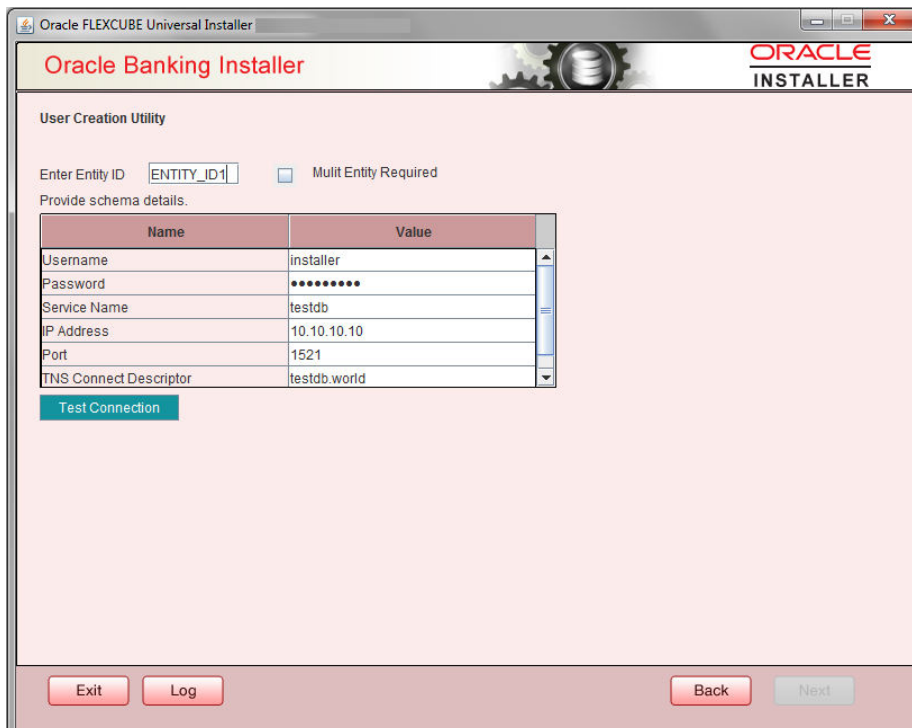 Oracle FLEXCUBE Universal Installer
Oracle Banking Installer
ORACLE
INSTALLER
User Creation Utility
Enter Entity ID ENTITY_ID1 Mulit Entity Required
Provide schema details.
Name Value
Username installer
Password •••••••••
Service Name testdb
IP Address 10.10.10.10
Port 1521
TNS Connect Descriptor testdb.world
Test Connection
Exit Log Back Next